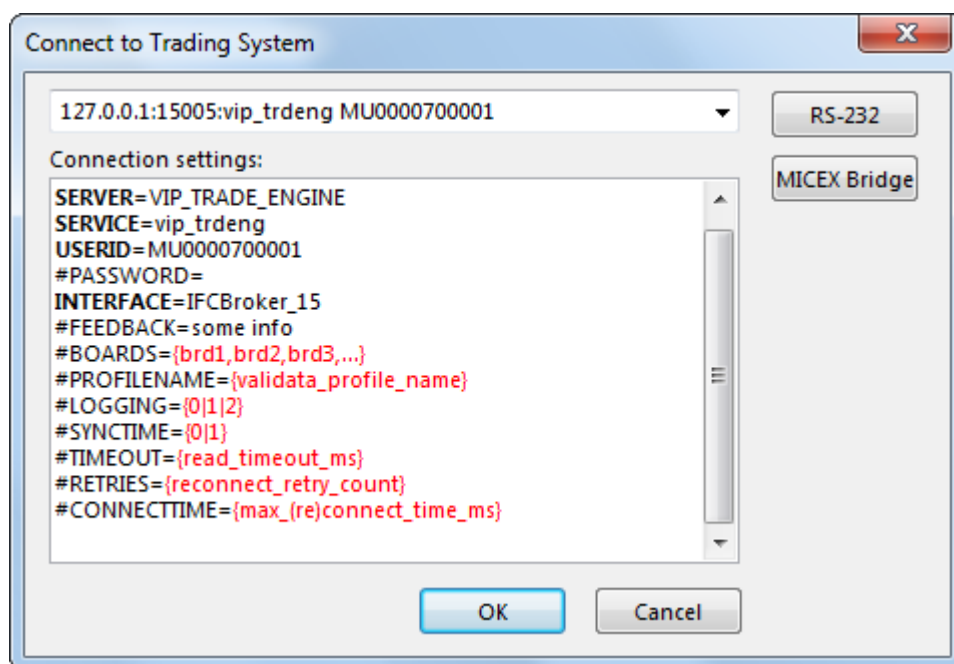 Connect to Trading System
127.0.0.1:15005:vip_trdeng MU0000700001
RS-232
Connection settings:
MICEX Bridge
SERVER=VIP_TRADE_ENGINE
SERVICE=vip_trdeng
USERID=MU0000700001
#PASSWORD=
INTERFACE=IFCBroker_15
#FEEDBACK=some info
#BOARDS={brd1,brd2,brd3,...}
#PROFILENAME={validata_profile_name}
#LOGGING={0|1|2}
#SYNCTIME={0|1}
#TIMEOUT={read_timeout_ms}
#RETRIES={reconnect_retry_count}
#CONNECTTIME={max_(re)connect_time_ms}
OK
Cancel